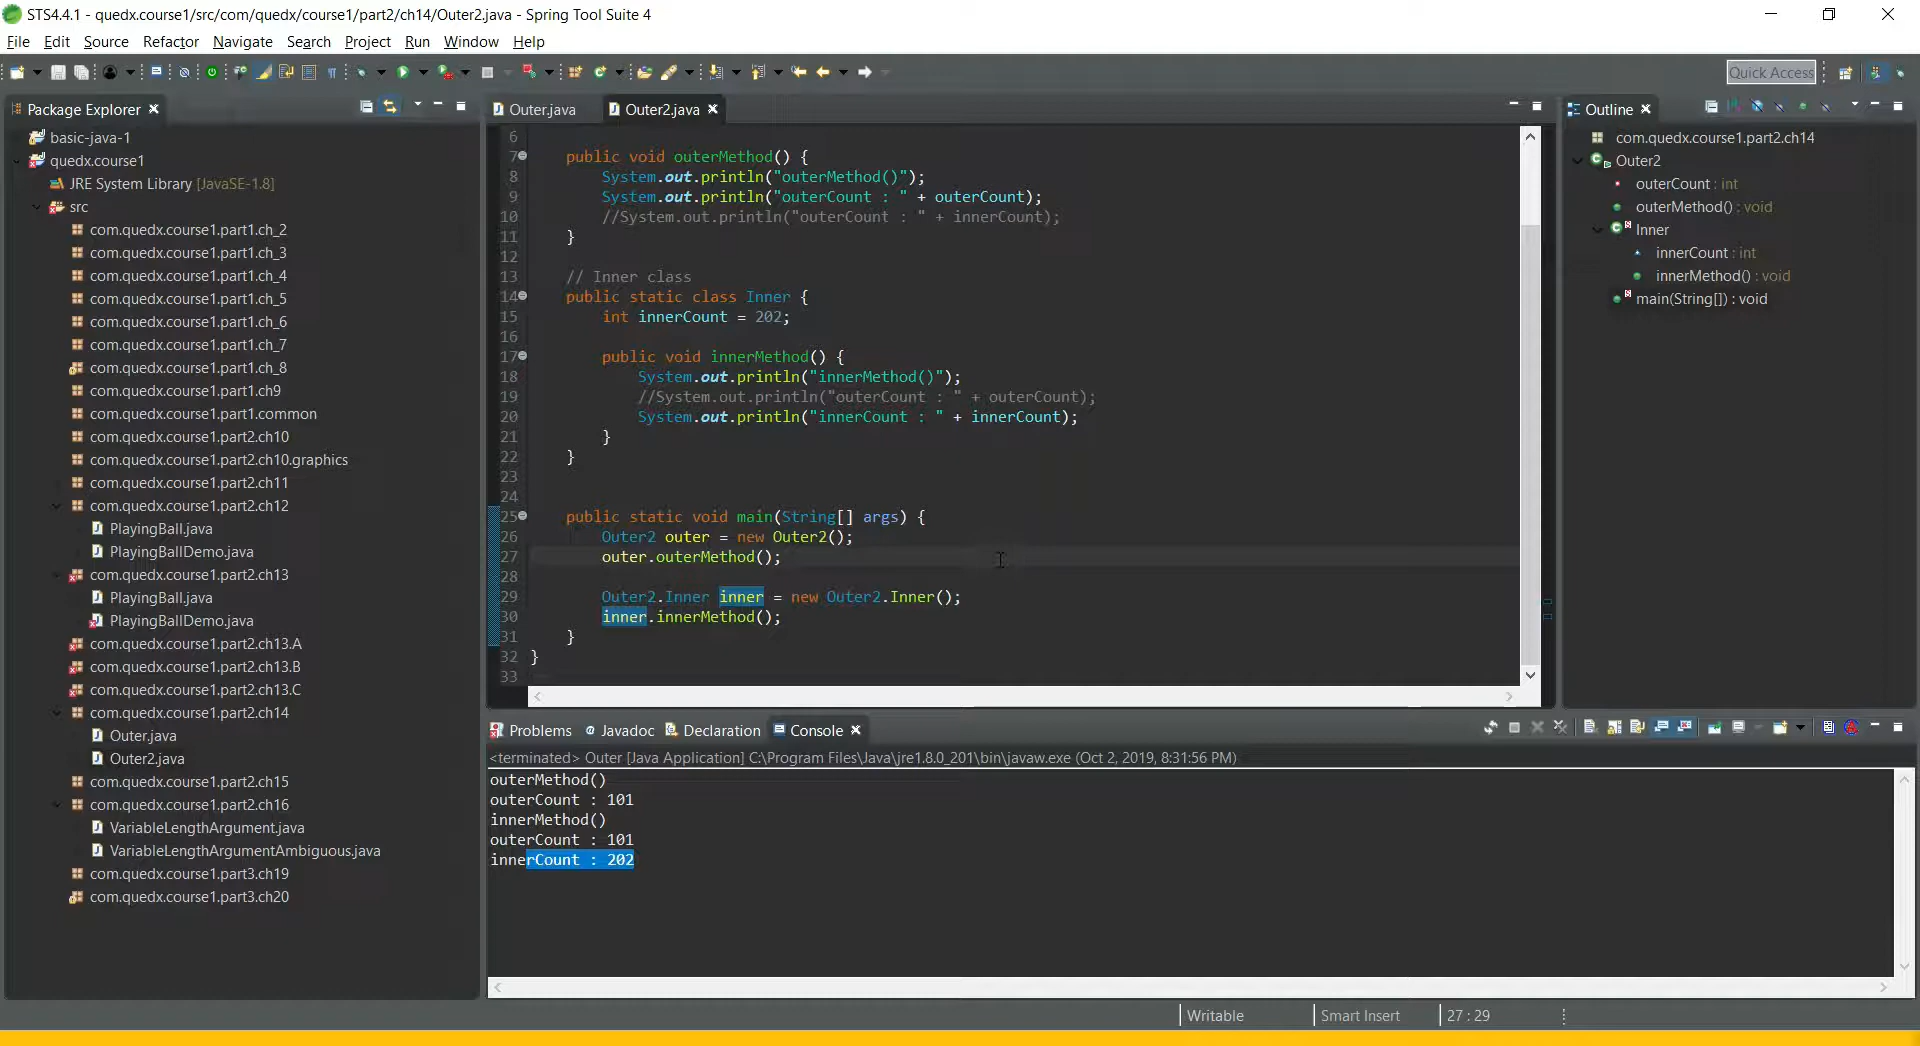 STS4.4.1 - quedx.course1/src/com/quedx/course1/part2/ch14/Outer2.java - Spring Tool Suite 4
File Edit Source Refactor Navigate Search Project Run Window Help
Quick Access
Package Explorer
basic-java-1
quedx.course1
JRE System Library [JavaSE-1.8]
src
com.quedx.course1.part1.ch_2
com.quedx.course1.part1.ch_3
com.quedx.course1.part1.ch_4
com.quedx.course1.part1.ch_5
com.quedx.course1.part1.ch_6
com.quedx.course1.part1.ch_7
com.quedx.course1.part1.ch_8
com.quedx.course1.part1.ch9
com.quedx.course1.part1.common
com.quedx.course1.part2.ch10
com.quedx.course1.part2.ch10.graphics
com.quedx.course1.part2.ch11
com.quedx.course1.part2.ch12
PlayingBall.java
PlayingBallDemo.java
com.quedx.course1.part2.ch13
PlayingBall.java
PlayingBallDemo.java
com.quedx.course1.part2.ch13.A
com.quedx.course1.part2.ch13.B
com.quedx.course1.part2.ch13.C
com.quedx.course1.part2.ch14
Outer.java
Outer2.java
com.quedx.course1.part2.ch15
com.quedx.course1.part2.ch16
VariableLengthArgument.java
VariableLengthArgumentAmbiguous.java
com.quedx.course1.part3.ch19
com.quedx.course1.part3.ch20
Outer.java Outer2.java
6
7 public void outerMethod() {
8 System.out.println("outerMethod()");
9 System.out.println("outerCount : " + outerCount);
10 //System.out.println("outerCount : " + innerCount);
11 }
12
13 // Inner class
14 public static class Inner {
15 int innerCount = 202;
16
17 public void innerMethod() {
18 System.out.println("innerMethod()");
19 //System.out.println("outerCount : " + outerCount);
20 System.out.println("innerCount : " + innerCount);
21 }
22 }
23
24
25 public static void main(String[] args) {
26 Outer2 outer = new Outer2();
27 outer.outerMethod();
28
29 Outer2.Inner inner = new Outer2.Inner();
30 inner.innerMethod();
31 }
32 }
33
Outline
com.quedx.course1.part2.ch14
Outer2
outerCount : int
outerMethod() : void
Inner
innerCount : int
innerMethod() : void
main(String[]) : void
Problems Javadoc Declaration Console
<terminated> Outer [Java Application] C:\Program Files\Java\jre1.8.0_201\bin\javaw.exe (Oct 2, 2019, 8:31:56 PM)
outerMethod()
outerCount : 101
innerMethod()
outerCount : 101
innerCount : 202
Writable Smart Insert 27 : 29